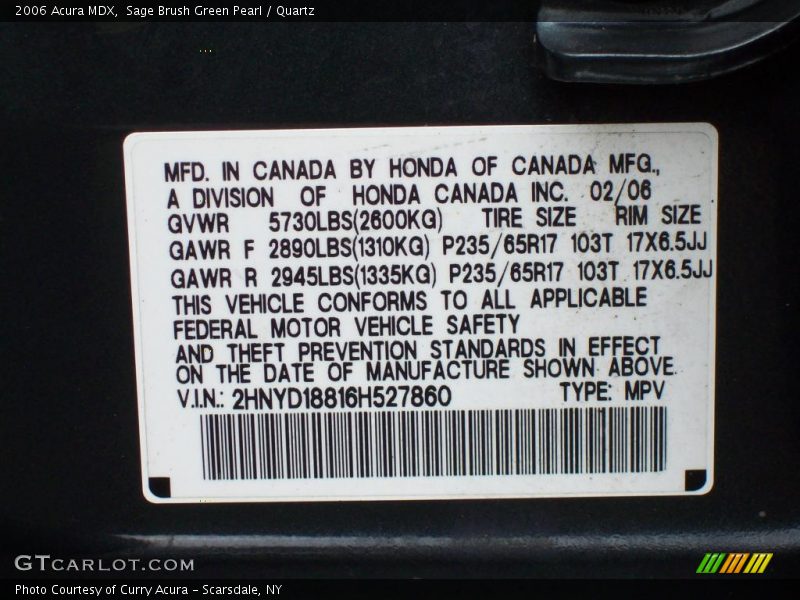 2006 Acura MDX,  Sage Brush Green Pearl / Quartz
MFD. IN CANADA BY HONDA OF CANADA MFG.,
A DIVISION OF HONDA CANADA INC. 02/06
GVWR 5730LBS(2600KG) TIRE SIZE RIM SIZE
GAWR F 2890LBS(1310KG) P235/65R17 103T 17X6.5JJ
GAWR R 2945LBS(1335KG) P235/65R17 103T 17X6.5JJ
THIS VEHICLE CONFORMS TO ALL APPLICABLE
FEDERAL MOTOR VEHICLE SAFETY
AND THEFT PREVENTION STANDARDS IN EFFECT
ON THE DATE OF MANUFACTURE SHOWN ABOVE.
V.I.N.: 2HNYD18816H527860 TYPE: MPV
GTCARLOT.COM
Photo Courtesy of Curry Acura - Scarsdale, NY